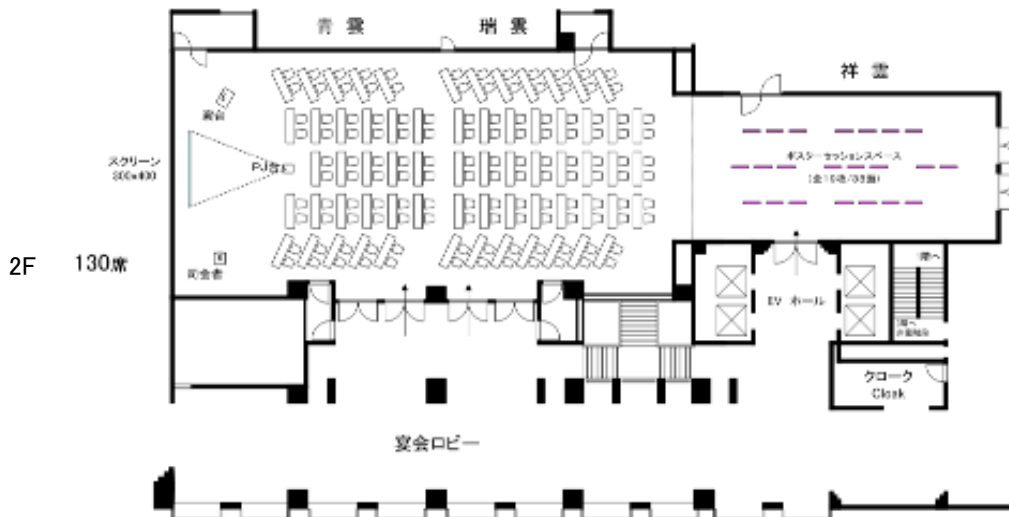 青雲
瑞雲
祥雲
演台
スクリーン
300x400
PJ台
ポスターセッションスペース
2F
130席
司会者
EV ホール
クローク
Cloak
宴会ロビー